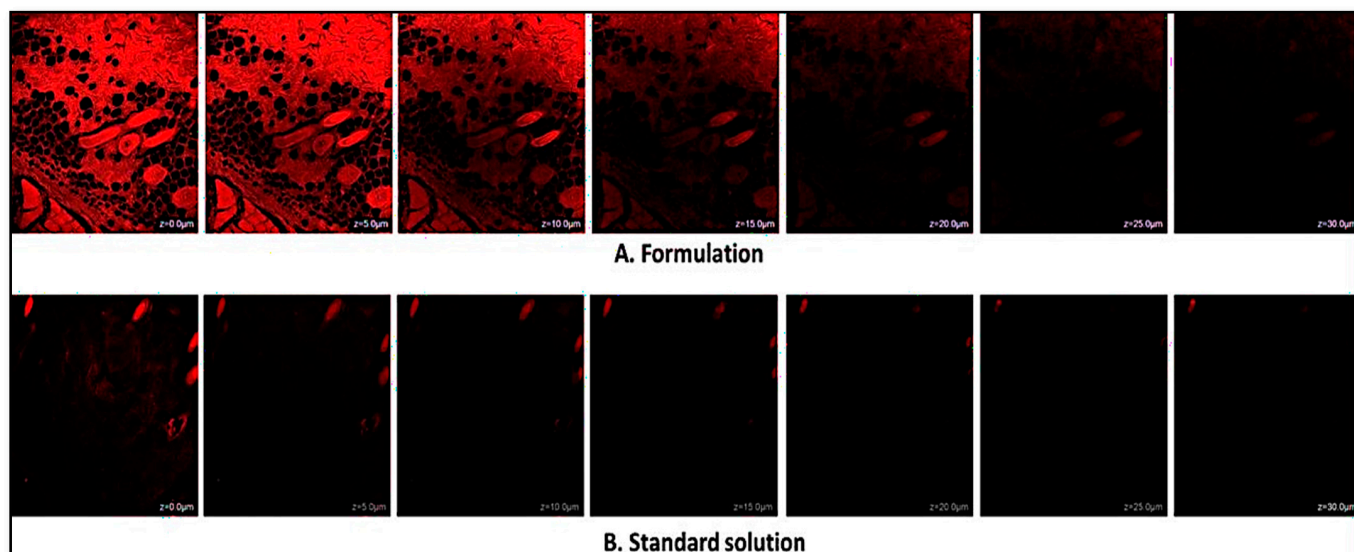 z=0.0µm z=5.0µm z=10.0µm z=15.0µm z=20.0µm z=25.0µm z=30.0µm
A. Formulation
z=0.0µm z=5.0µm z=10.0µm z=15.0µm z=20.0µm z=25.0µm z=30.0µm
B. Standard solution